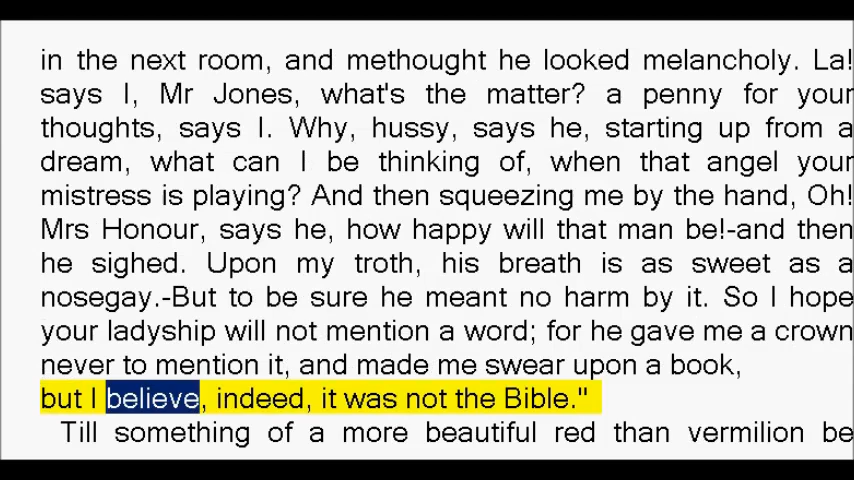 in the next room, and methought he looked melancholy. La!
says I, Mr Jones, what's the matter? a penny for your
thoughts, says I. Why, hussy, says he, starting up from a
dream, what can I be thinking of, when that angel your
mistress is playing? And then squeezing me by the hand, Oh!
Mrs Honour, says he, how happy will that man be!-and then
he sighed. Upon my troth, his breath is as sweet as a
nosegay.-But to be sure he meant no harm by it. So I hope
your ladyship will not mention a word; for he gave me a crown
never to mention it, and made me swear upon a book,
but I believe, indeed, it was not the Bible."
Till something of a more beautiful red than vermilion be